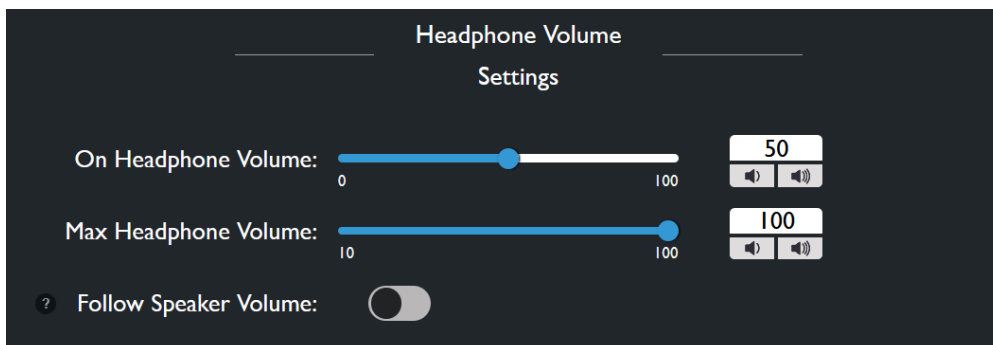 Headphone Volume
Settings
On Headphone Volume:
0
100
50
Max Headphone Volume:
10
100
100
? Follow Speaker Volume: